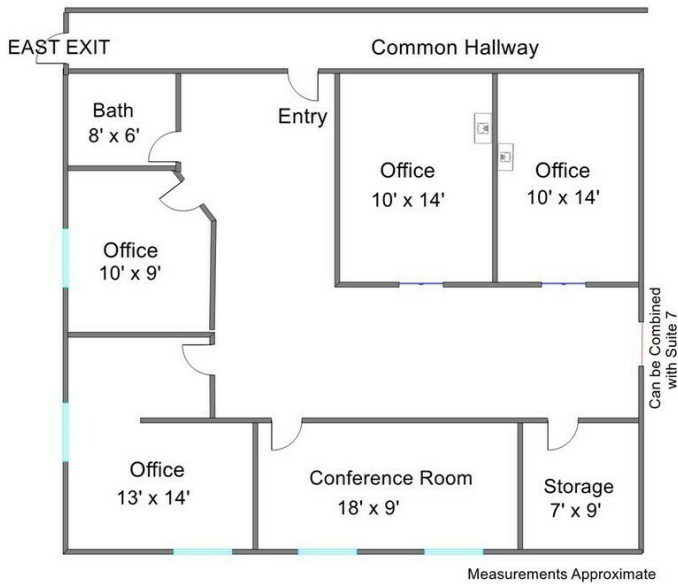 EAST EXIT
Common Hallway
Entry
Bath
8' x 6'
Office
10' x 14'
Office
10' x 14'
Office
10' x 9'
Can be Combined
with Suite 7
Office
13' x 14'
Conference Room
18' x 9'
Storage
7' x 9'
Measurements Approximate